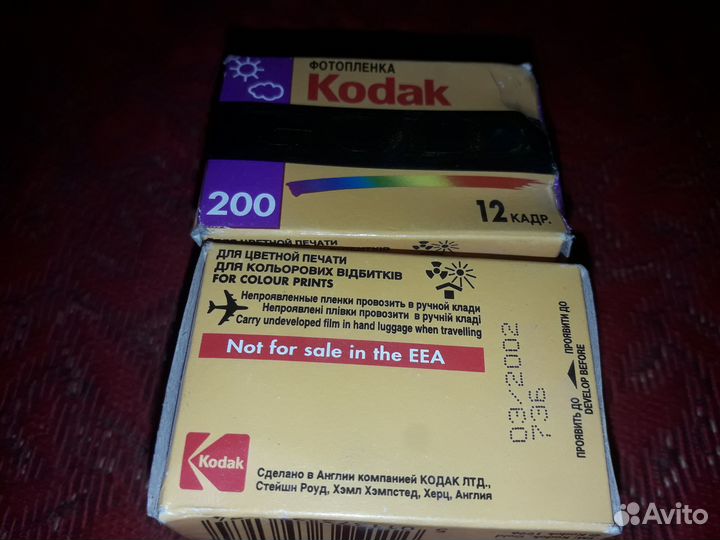 ФОТОПЛЕНКА
Kodak
200
12 КАДР.
ДЛЯ ЦВЕТНОЙ ПЕЧАТИ
ДЛЯ КОЛЬОРОВИХ ВІДБИТКІВ
FOR COLOUR PRINTS
Непроявленные пленки провозить в ручной клади
Непроявлені плівки провозити в ручній кладі
Carry undeveloped film in hand luggage when travelling
Not for sale in the EEA
03/2002
736
ПРОЯВИТЬ ДО
ПРОЯВИТИ ДО
DEVELOP BEFORE
Kodak
Сделано в Англии компанией КОДАК ЛТД.,
Стейшн Роуд, Хэмл Хэмпстед, Херц, Англия
Avito